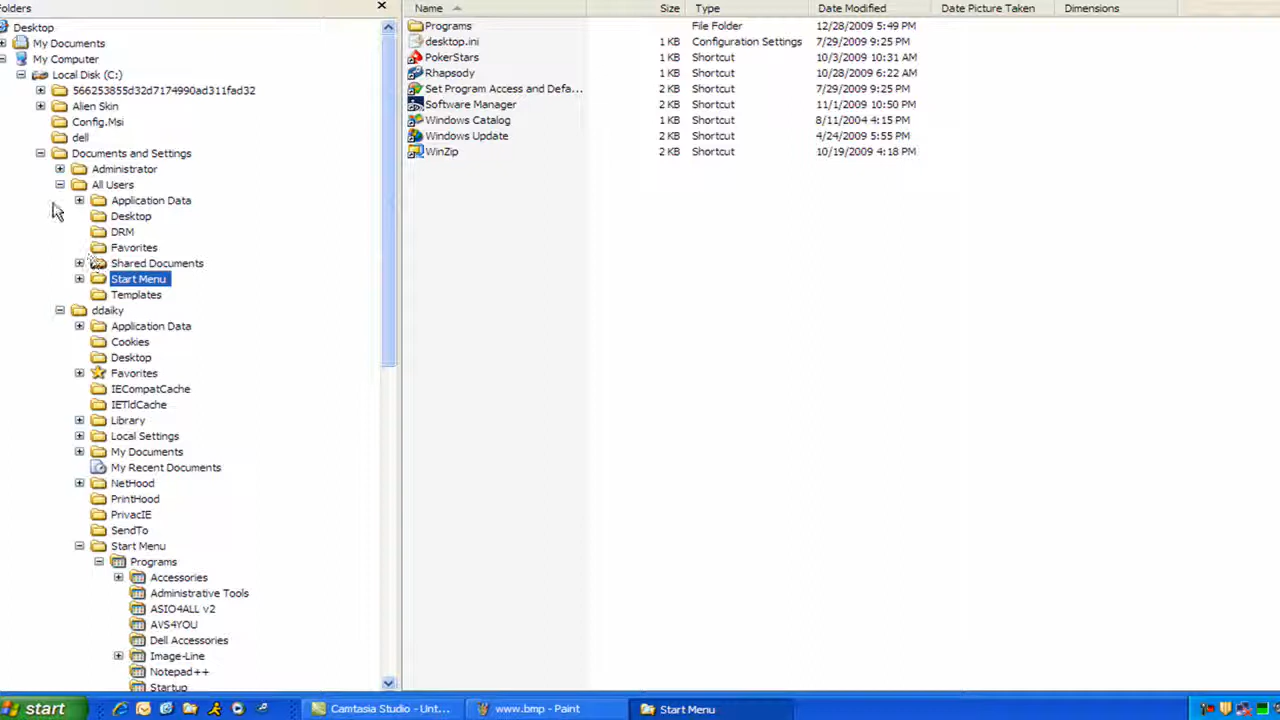 Folders
Name Size Type Date Modified Date Picture Taken Dimensions
Desktop
My Documents
My Computer
Local Disk (C:)
566253855d32d7174990ad311fad32
Alien Skin
Config.Msi
dell
Documents and Settings
Administrator
All Users
Application Data
Desktop
DRM
Favorites
Shared Documents
Start Menu
Templates
ddaiky
Application Data
Cookies
Desktop
Favorites
IECompatCache
IETldCache
Library
Local Settings
My Documents
My Recent Documents
NetHood
PrintHood
PrivacIE
SendTo
Start Menu
Programs
Accessories
Administrative Tools
ASIO4ALL v2
AVS4YOU
Dell Accessories
Image-Line
Notepad++
Startup
Programs File Folder 12/28/2009 5:49 PM
desktop.ini 1 KB Configuration Settings 7/29/2009 9:25 PM
PokerStars 1 KB Shortcut 10/3/2009 10:31 AM
Rhapsody 1 KB Shortcut 10/28/2009 6:22 AM
Set Program Access and Defa... 2 KB Shortcut 7/29/2009 9:25 PM
Software Manager 2 KB Shortcut 11/1/2009 10:50 PM
Windows Catalog 1 KB Shortcut 8/11/2004 4:15 PM
Windows Update 2 KB Shortcut 4/24/2009 5:55 PM
WinZip 2 KB Shortcut 10/19/2009 4:18 PM
start Camtasia Studio - Unt... www.bmp - Paint Start Menu